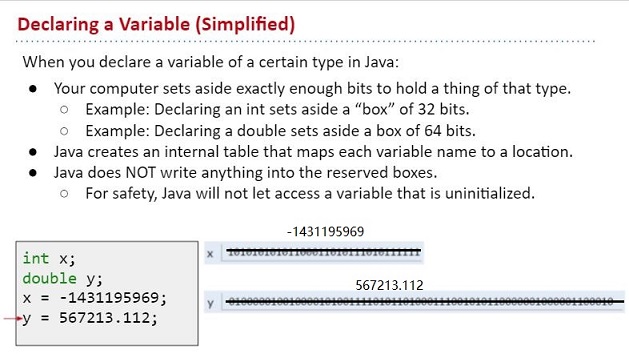 Declaring a Variable (Simplified)
When you declare a variable of a certain type in Java:
● Your computer sets aside exactly enough bits to hold a thing of that type.
○ Example: Declaring an int sets aside a “box” of 32 bits.
○ Example: Declaring a double sets aside a box of 64 bits.
● Java creates an internal table that maps each variable name to a location.
● Java does NOT write anything into the reserved boxes.
○ For safety, Java will not let access a variable that is uninitialized.
int x;
double y;
x = -1431195969;
y = 567213.112;
-1431195969
x
567213.112
y